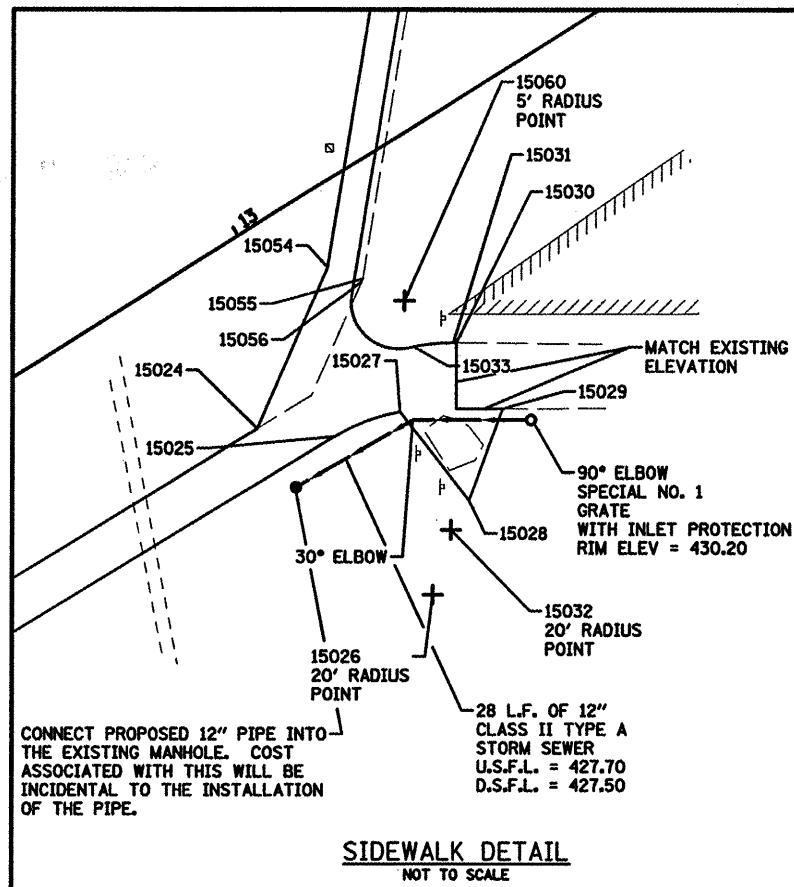 15060
5' RADIUS
POINT
15031
15030
13
15054
15055
15056
15027
15033
MATCH EXISTING
ELEVATION
15024
15029
15025
90° ELBOW
SPECIAL NO. 1
GRATE
WITH INLET PROTECTION
RIM ELEV = 430.20
15028
30° ELBOW
15032
20' RADIUS
POINT
15026
20' RADIUS
POINT
28 L.F. OF 12"
CLASS II TYPE A
STORM SEWER
U.S.F.L. = 427.70
D.S.F.L. = 427.50
CONNECT PROPOSED 12" PIPE INTO
THE EXISTING MANHOLE. COST
ASSOCIATED WITH THIS WILL BE
INCIDENTAL TO THE INSTALLATION
OF THE PIPE.
SIDEWALK DETAIL
NOT TO SCALE